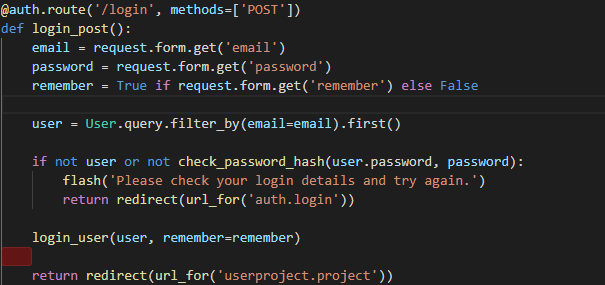 @auth.route('/login', methods=['POST'])
def login_post():
    email = request.form.get('email')
    password = request.form.get('password')
    remember = True if request.form.get('remember') else False
    user = User.query.filter_by(email=email).first()
    if not user or not check_password_hash(user.password, password):
        flash('Please check your login details and try again.')
        return redirect(url_for('auth.login'))
    login_user(user, remember=remember)
    return redirect(url_for('userproject.project'))